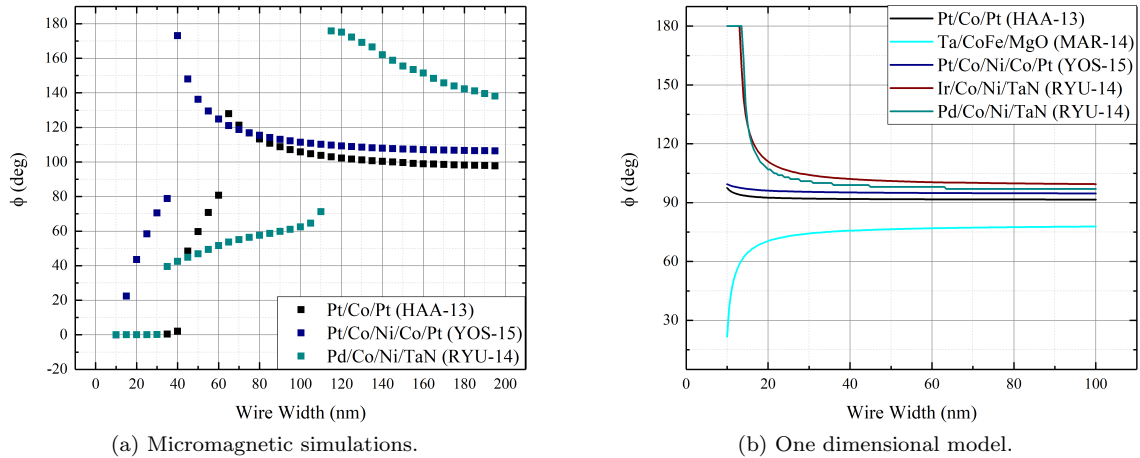 180
160
140
120
100
80
60
40
20
0
-20
ϕ (deg)
0 20 40 60 80 100 120 140 160 180 200
Wire Width (nm)
Pt/Co/Pt (HAA-13)
Pt/Co/Ni/Co/Pt (YOS-15)
Pd/Co/Ni/TaN (RYU-14)
(a) Micromagnetic simulations.
180
150
120
90
60
30
ϕ (deg)
0 20 40 60 80 100
Wire Width (nm)
Pt/Co/Pt (HAA-13)
Ta/CoFe/MgO (MAR-14)
Pt/Co/Ni/Co/Pt (YOS-15)
Ir/Co/Ni/TaN (RYU-14)
Pd/Co/Ni/TaN (RYU-14)
(b) One dimensional model.